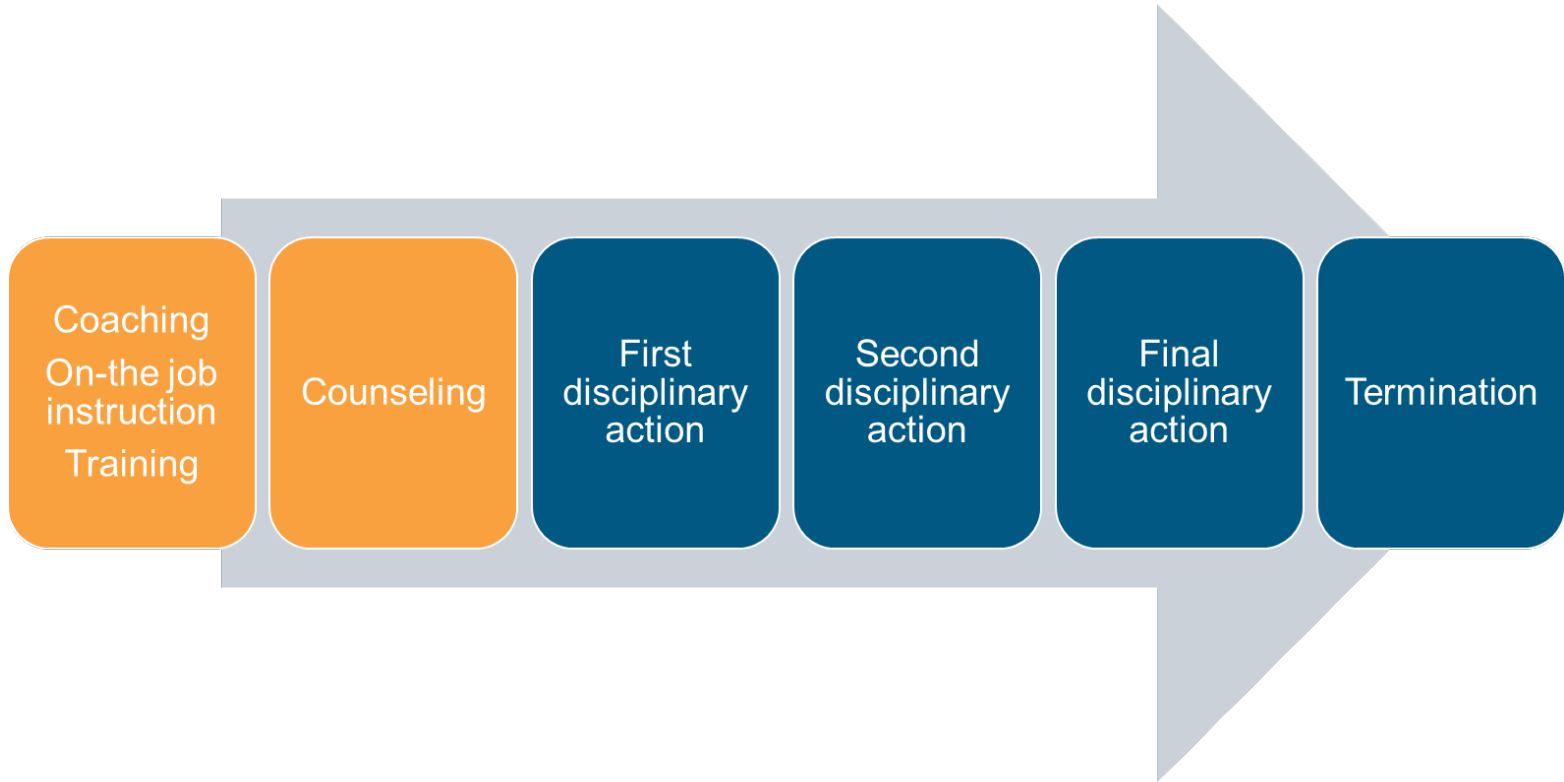 Coaching
On-the job
instruction
Training
Counseling
First
disciplinary
action
Second
disciplinary
action
Final
disciplinary
action
Termination